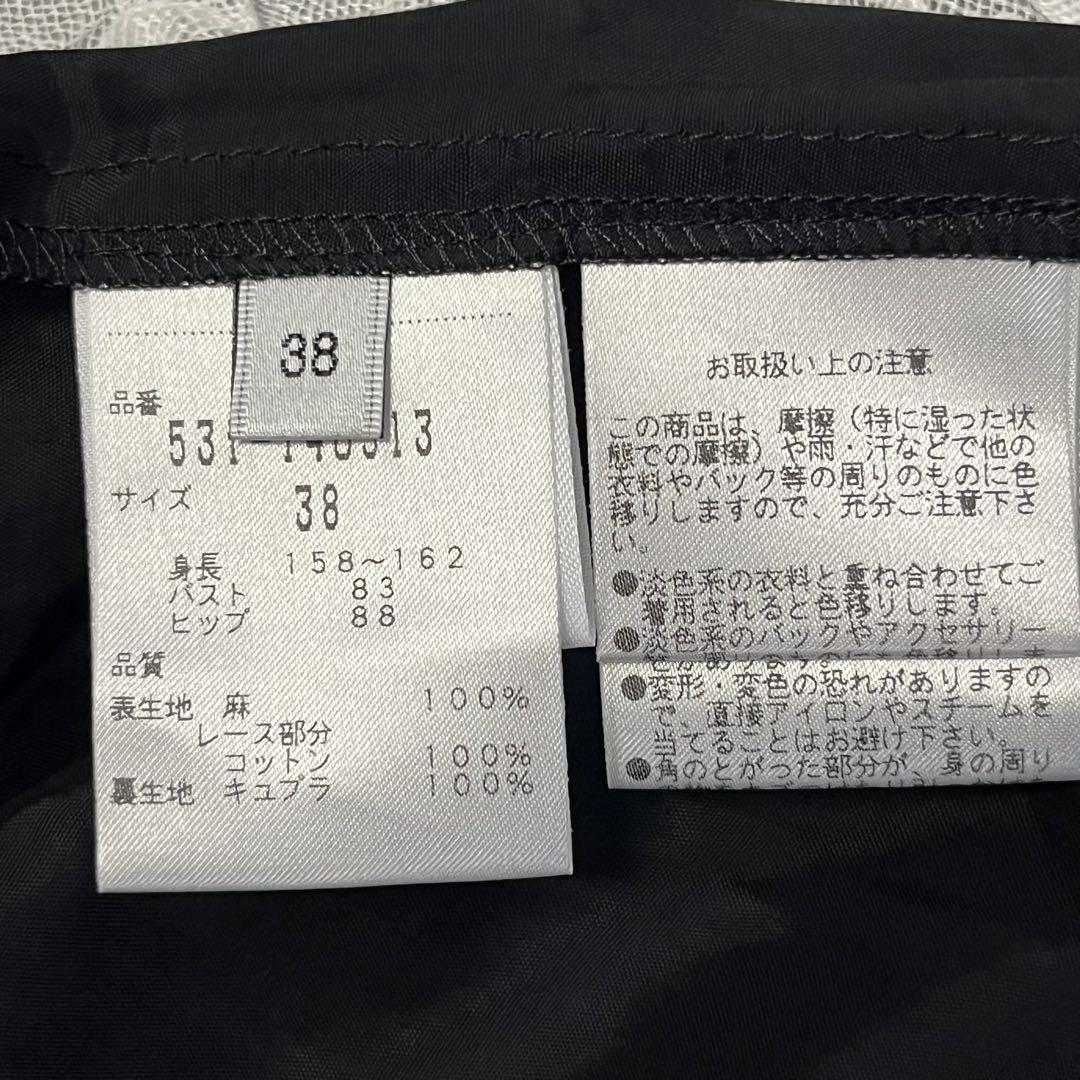 38
品番
サイズ 38
身長 158～162
バスト 83
ヒップ 88
品質
表生地 麻 100%
レース部分
コットン 100%
裏生地 キュプラ 100%
お取扱い上の注意
この商品は、摩擦（特に湿った状
態での摩擦）や雨・汗などで他の
衣料やバック等の周りのものに色
移りしますので、充分ご注意下さ
い。
●淡色系の衣料と重ね合わせてご
着用されると色移りします。
●淡色系のバックやアクセサリー
●変形・変色の恐れがありますの
で、直接アイロンやスチームを
当てることはお避け下さい。
●角のとがった部分が、身の周り